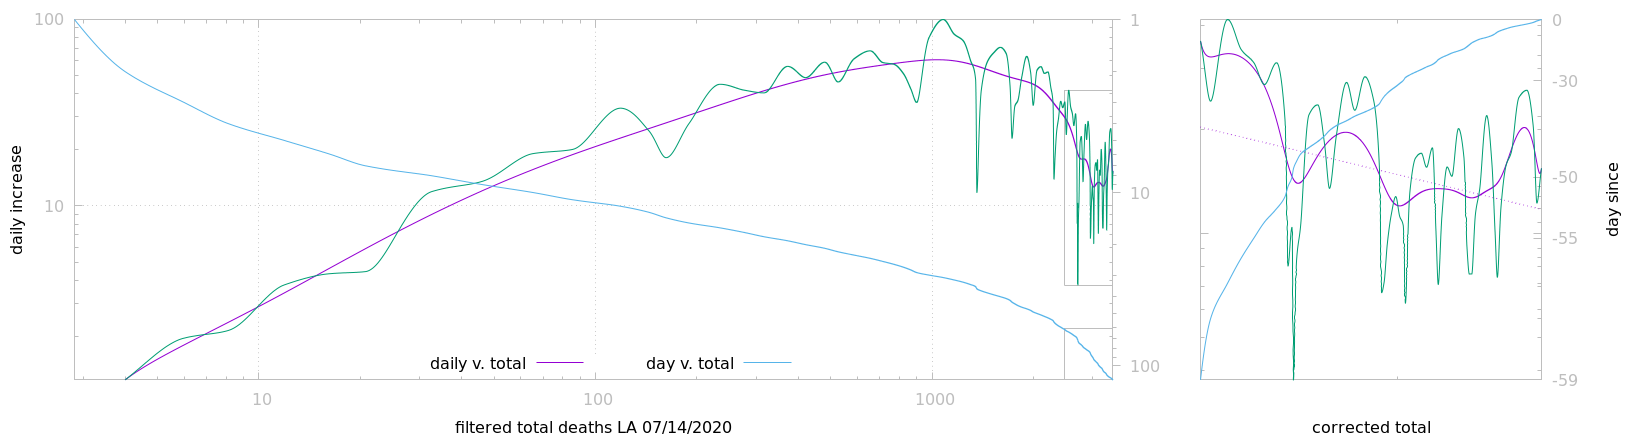 100
10
daily increase
1
10
100
daily v. total
day v. total
10
100
1000
filtered total deaths LA 07/14/2020
0
-30
-50
-55
-59
day since
corrected total